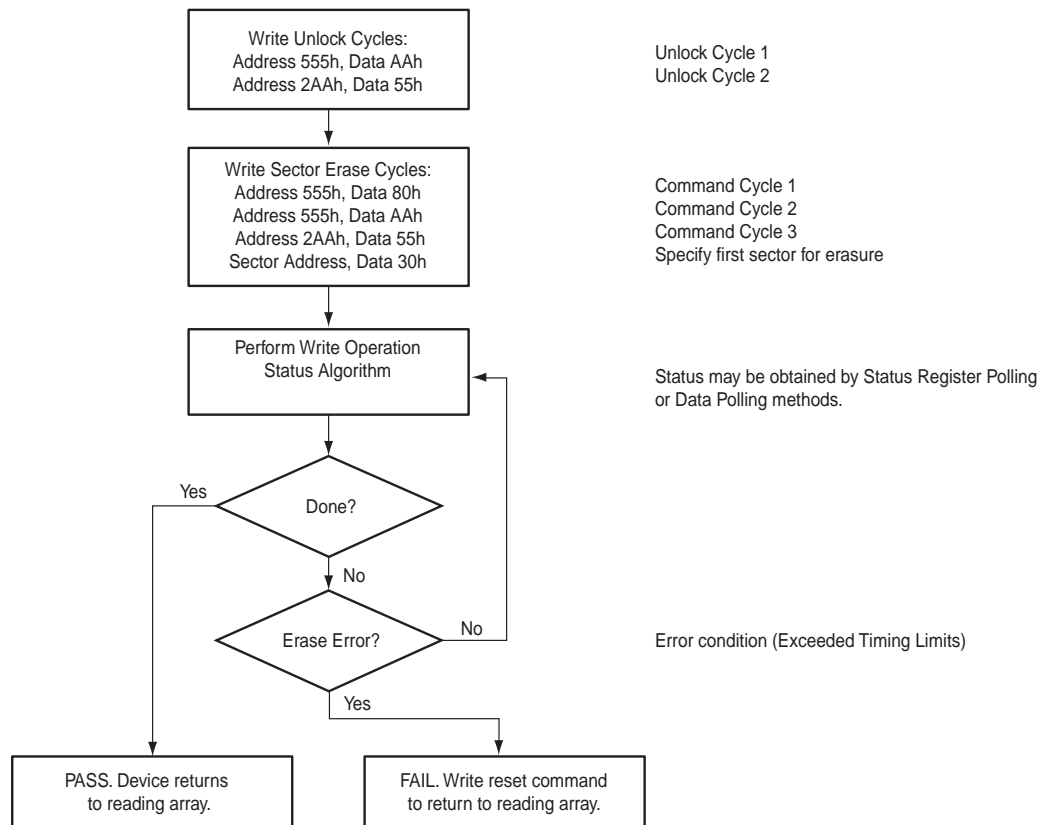 Write Unlock Cycles:
Address 555h, Data AAh
Address 2AAh, Data 55h
Unlock Cycle 1
Unlock Cycle 2
Write Sector Erase Cycles:
Address 555h, Data 80h
Address 555h, Data AAh
Address 2AAh, Data 55h
Sector Address, Data 30h
Command Cycle 1
Command Cycle 2
Command Cycle 3
Specify first sector for erasure
Perform Write Operation
Status Algorithm
Status may be obtained by Status Register Polling
or Data Polling methods.
Yes
Done?
No
Erase Error?
No
Error condition (Exceeded Timing Limits)
Yes
PASS. Device returns
to reading array.
FAIL. Write reset command
to return to reading array.